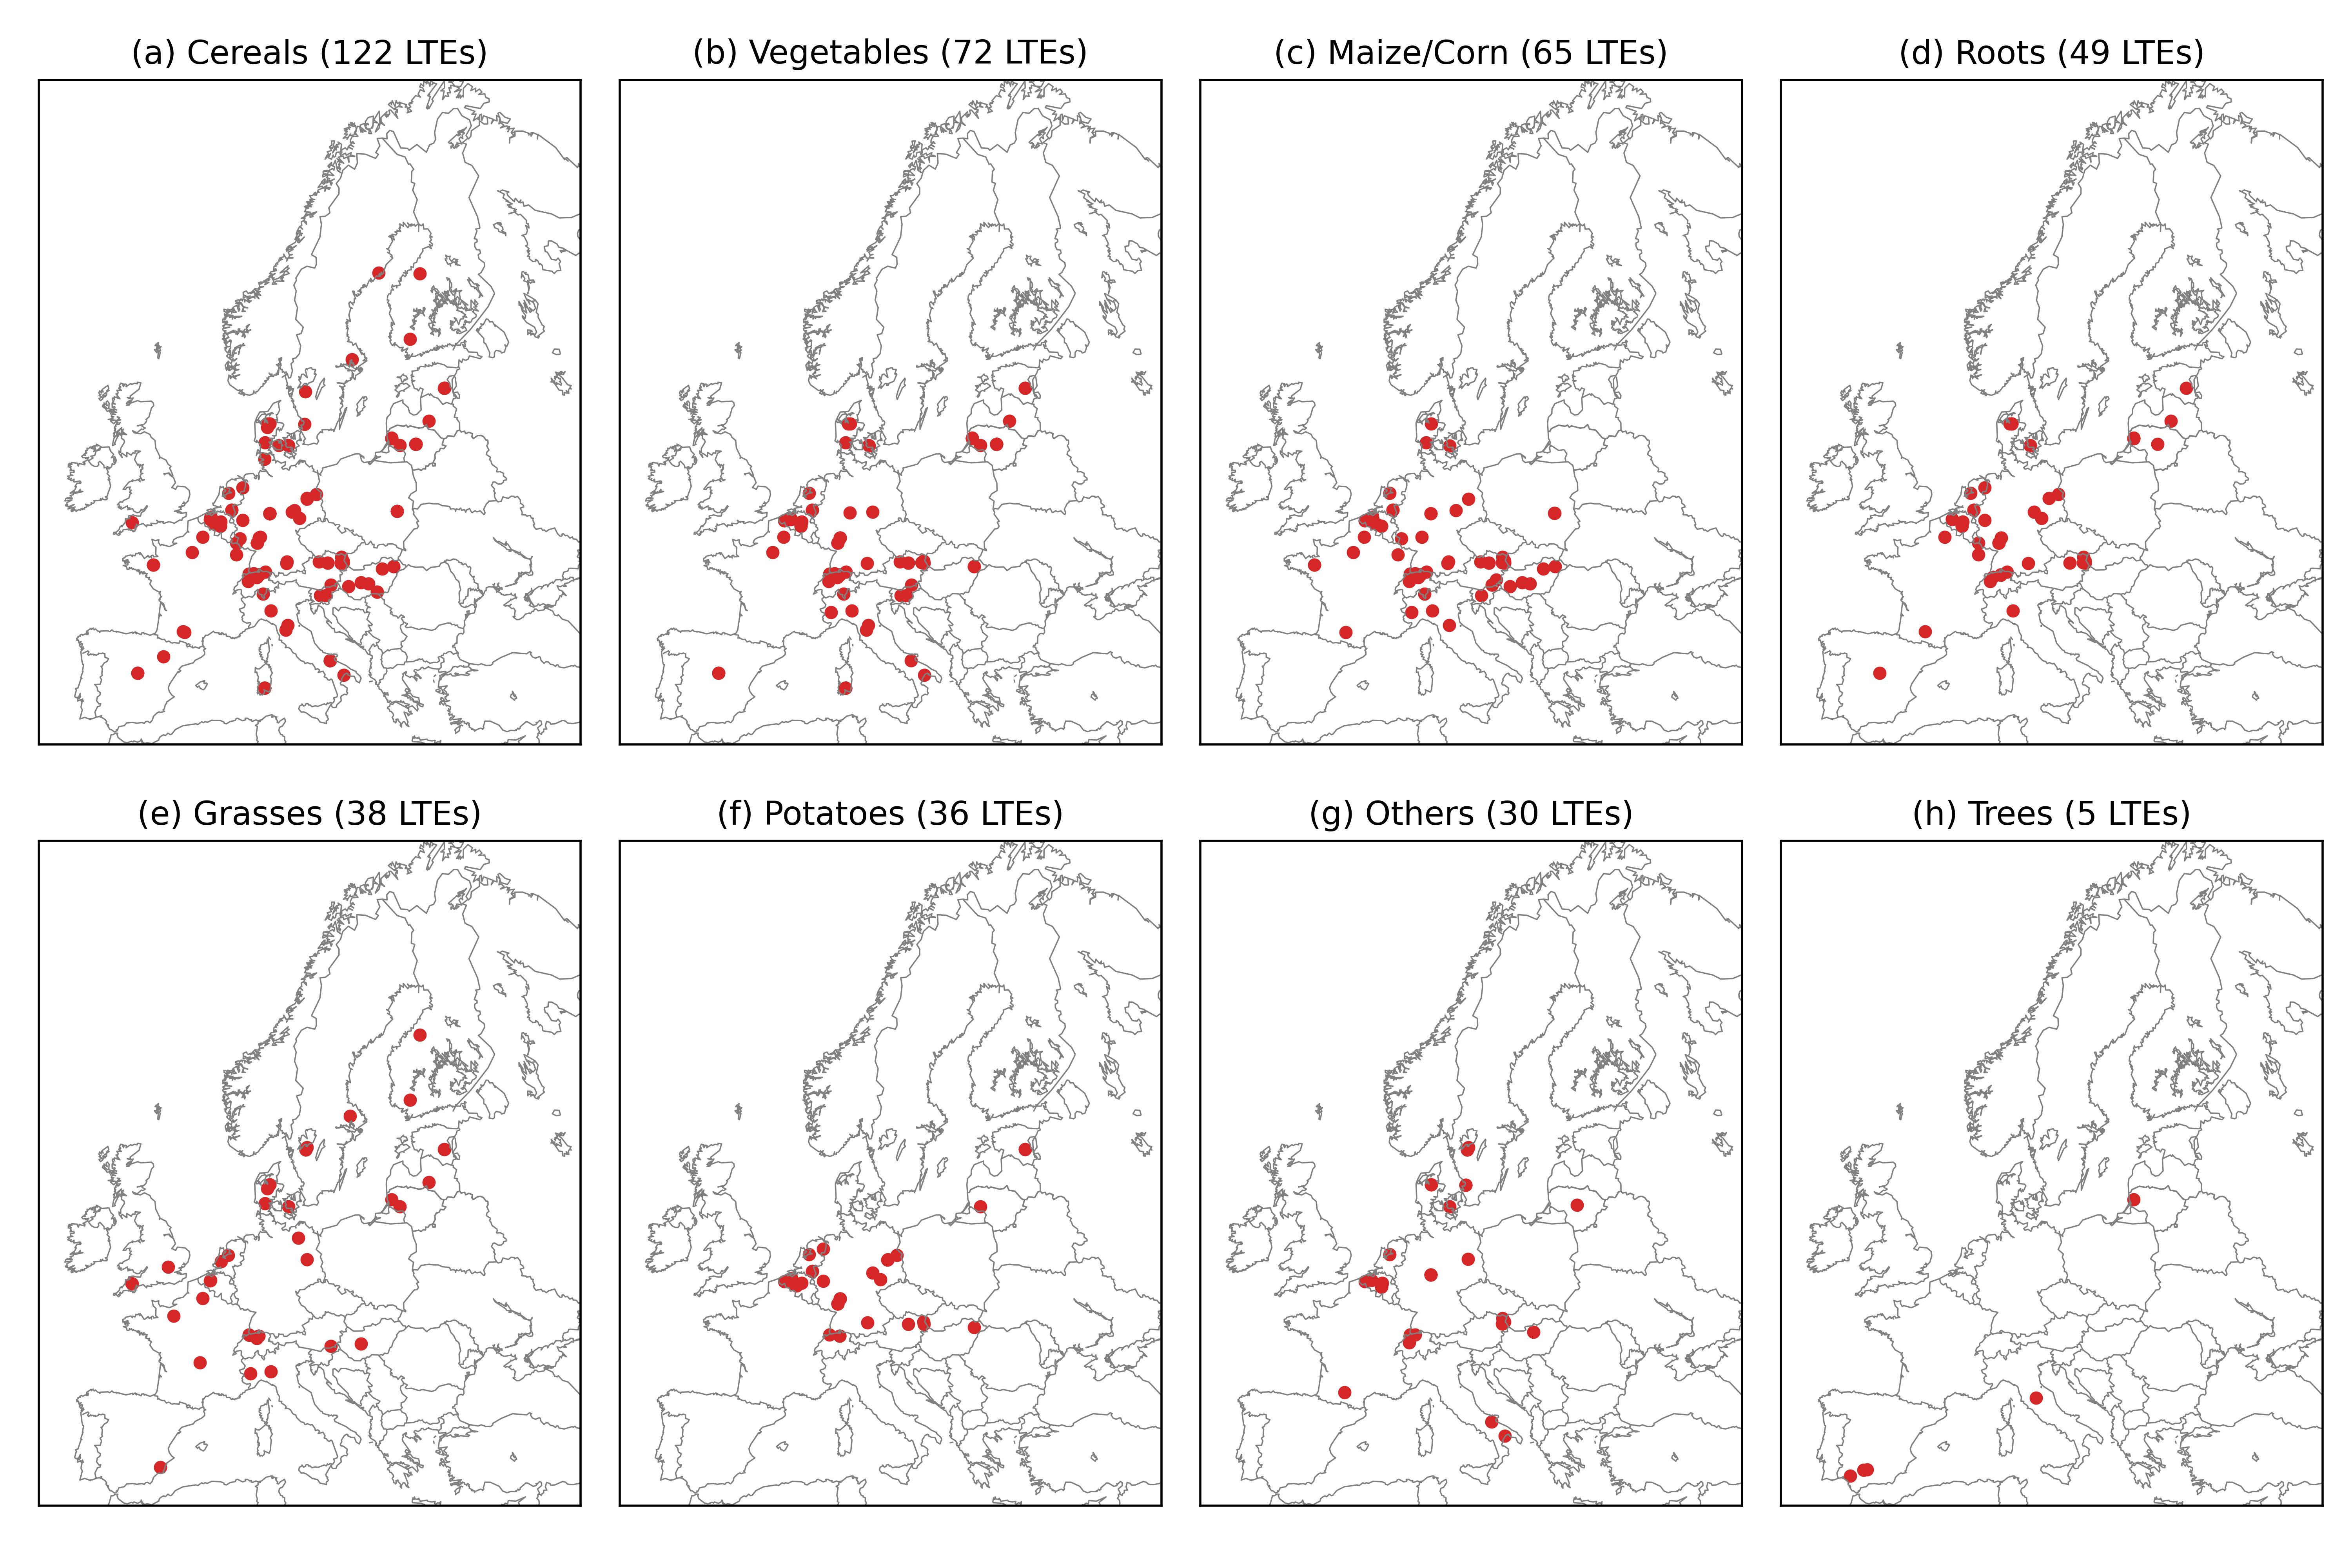 (a) Cereals (122 LTEs)
(b) Vegetables (72 LTEs)
(c) Maize/Corn (65 LTEs)
(d) Roots (49 LTEs)
(e) Grasses (38 LTEs)
(f) Potatoes (36 LTEs)
(g) Others (30 LTEs)
(h) Trees (5 LTEs)